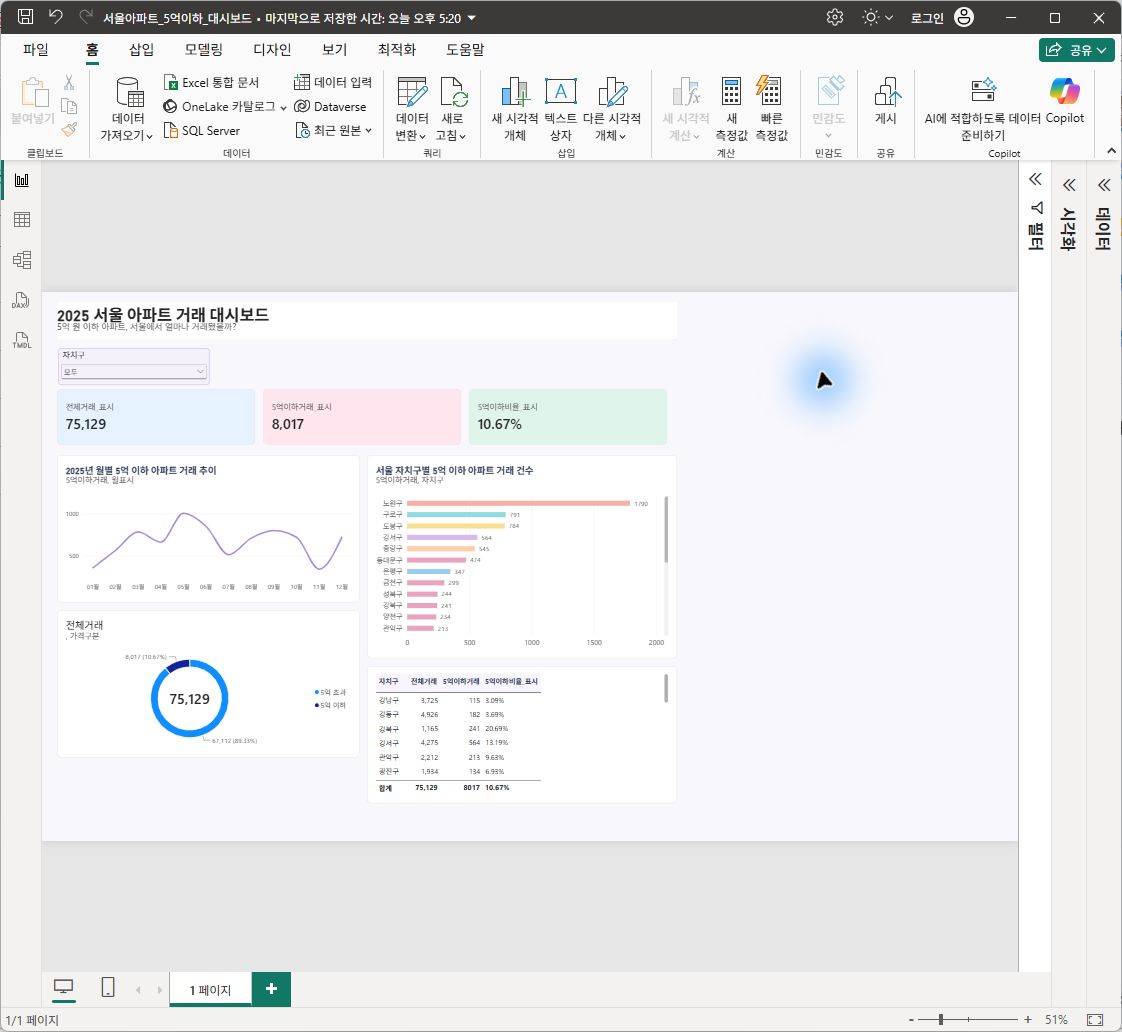 서울아파트_5억이하_대시보드 • 마지막으로 저장한 시간: 오늘 오후 5:20
로그인
파일 홈 삽입 모델링 디자인 보기 최적화 도움말
공유
붙여넣기
클립보드
데이터 가져오기
Excel 통합 문서
OneLake 카탈로그
SQL Server
데이터 입력
Dataverse
최근 원본
데이터
데이터 변환
새로 고침
쿼리
새 시각적 개체
텍스트 상자
다른 시각적 개체
삽입
새 시각적 계산
새 측정값
빠른 측정값
계산
민감도
민감도
게시
공유
AI에 적합하도록 데이터 준비하기
Copilot
Copilot
DAX
TMDL
필터
시각화
데이터
2025 서울 아파트 거래 대시보드
5억 원 이하 아파트, 서울에서 얼마나 거래됐을까?
자치구
모두
전체거래_표시
75,129
5억이하거래_표시
8,017
5억이하비율_표시
10.67%
2025년 월별 5억 이하 아파트 거래 추이
5억이하거래, 월표시
1000
500
01월 02월 03월 04월 05월 06월 07월 08월 09월 10월 11월 12월
서울 자치구별 5억 이하 아파트 거래 건수
5억이하거래, 자치구
노원구 1790
구로구 791
도봉구 784
강서구 564
중랑구 545
동대문구 474
은평구 347
금천구 299
성북구 244
강북구 241
양천구 234
관악구 213
0 500 1000 1500 2000
전체거래
, 가격구분
8,017 (10.67%)
75,129
67,112 (89.33%)
5억 초과
5억 이하
자치구 전체거래 5억이하거래 5억이하비율_표시
강남구 3,725 115 3.09%
강동구 4,926 182 3.69%
강북구 1,165 241 20.69%
강서구 4,275 564 13.19%
관악구 2,212 213 9.63%
광진구 1,934 134 6.93%
합계 75,129 8017 10.67%
1 페이지
1/1 페이지
- + 51%